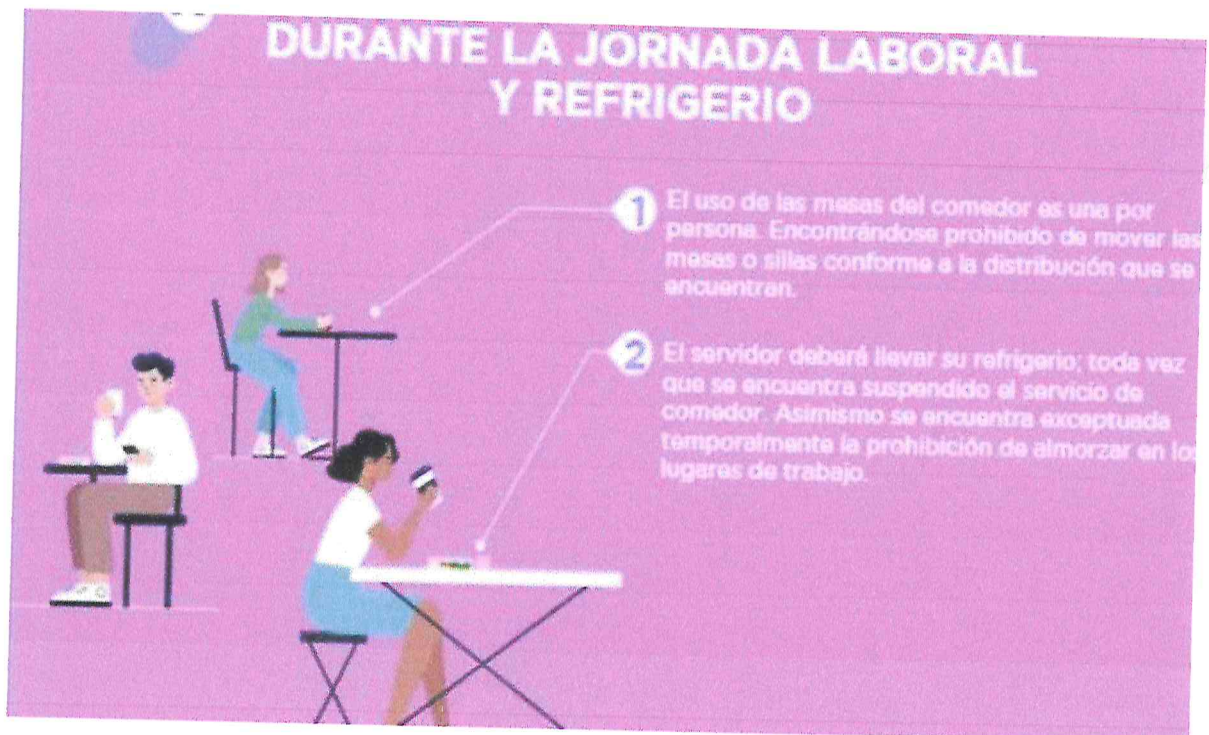 DURANTE LA JORNADA LABORAL
Y REFRIGERIO
1
El uso de las mesas del comedor es una por
persona. Encontrándose prohibido de mover las
mesas o sillas conforme a la distribución que se
encuentran.
2
El servidor deberá llevar su refrigerio; toda vez
que se encuentra suspendido el servicio de
comedor. Asimismo se encuentra exceptuada
temporalmente la prohibición de almorzar en los
lugares de trabajo.